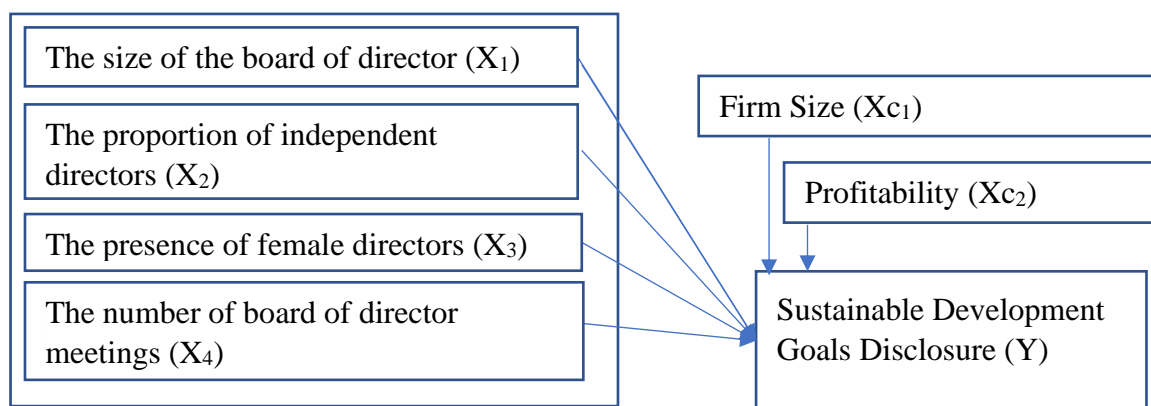 The size of the board of director (X₁)
The proportion of independent
directors (X₂)
The presence of female directors (X₃)
The number of board of director
meetings (X₄)
Firm Size (Xc₁)
Profitability (Xc₂)
Sustainable Development
Goals Disclosure (Y)